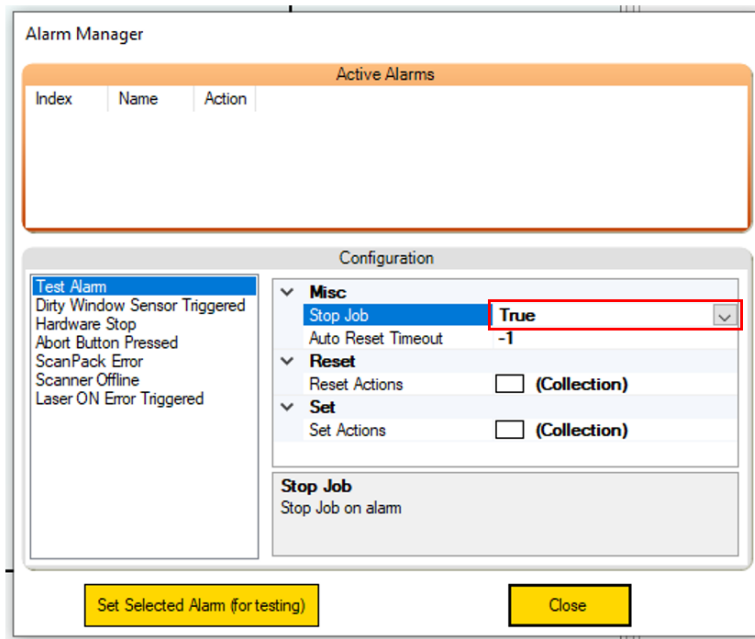 Alarm Manager
Active Alarms
Index Name Action
Configuration
Test Alarm
Dirty Window Sensor Triggered
Hardware Stop
Abort Button Pressed
ScanPack Error
Scanner Offline
Laser ON Error Triggered
Misc
Stop Job True
Auto Reset Timeout -1
Reset
Reset Actions (Collection)
Set
Set Actions (Collection)
Stop Job
Stop Job on alarm
Set Selected Alarm (for testing)
Close